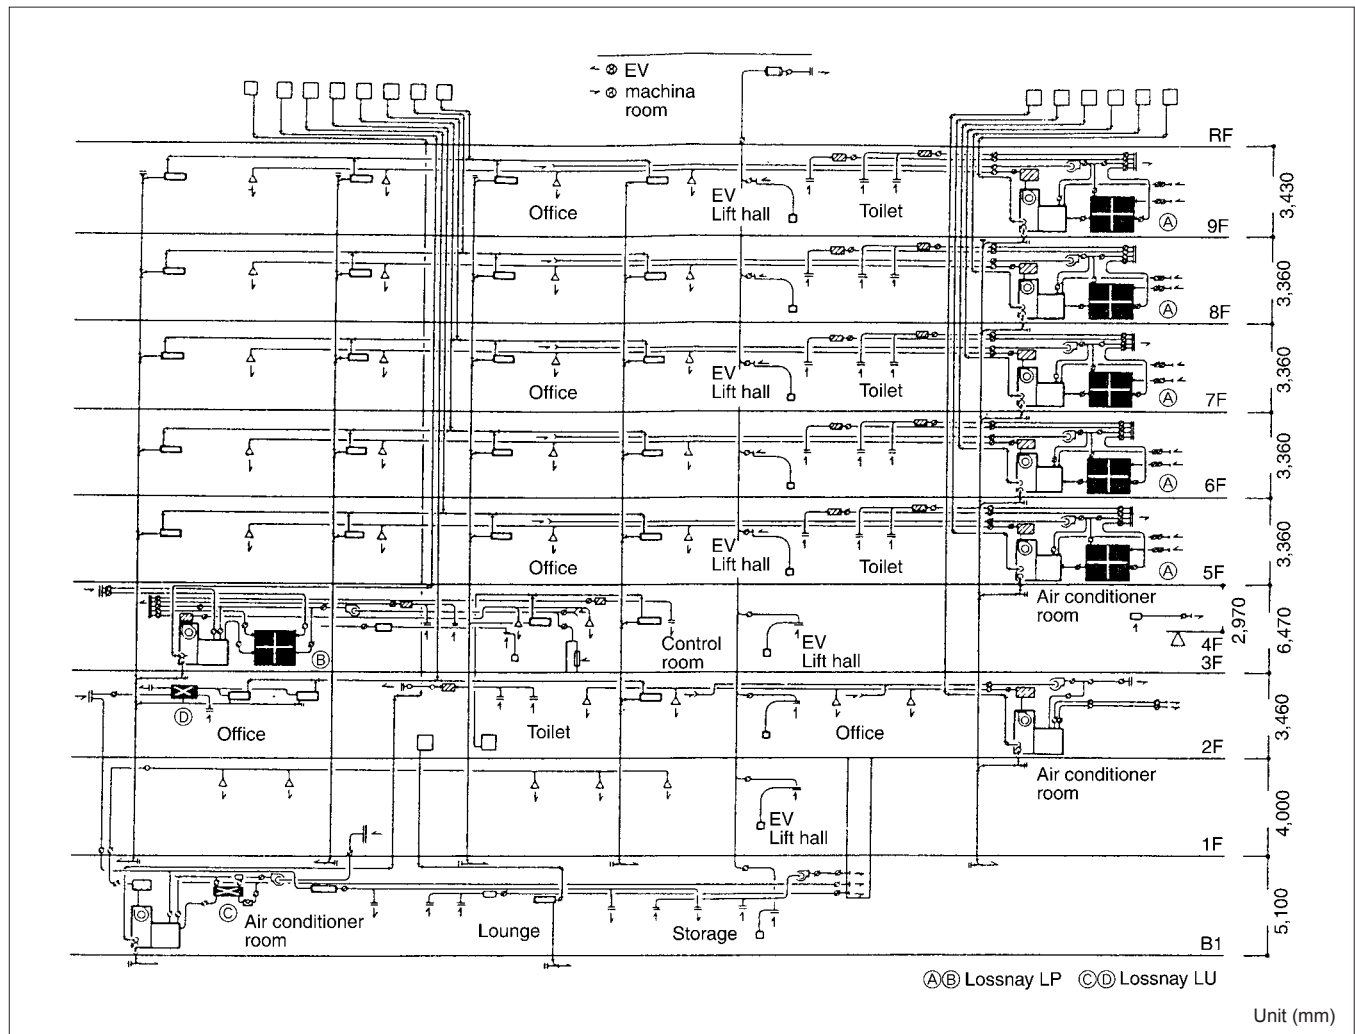 EV
machina
room
RF
EV
Office
Lift hall
Toilet
3,430
Ⓐ
9F
3,360
Ⓐ
8F
EV
Office
Lift hall
Toilet
3,360
Ⓐ
7F
3,360
Ⓐ
6F
EV
Office
Lift hall
Toilet
3,360
Ⓐ
5F
Air conditioner
room
2,970
6,470
Control
room
EV
Lift hall
Ⓑ
4F
3F
Ⓓ
Office
Toilet
Office
3,460
2F
Air conditioner
room
EV
Lift hall
4,000
1F
Ⓒ
Air conditioner
room
Lounge
Storage
5,100
B1
ⒶⒷ Lossnay LP ⒸⒹ Lossnay LU
Unit (mm)